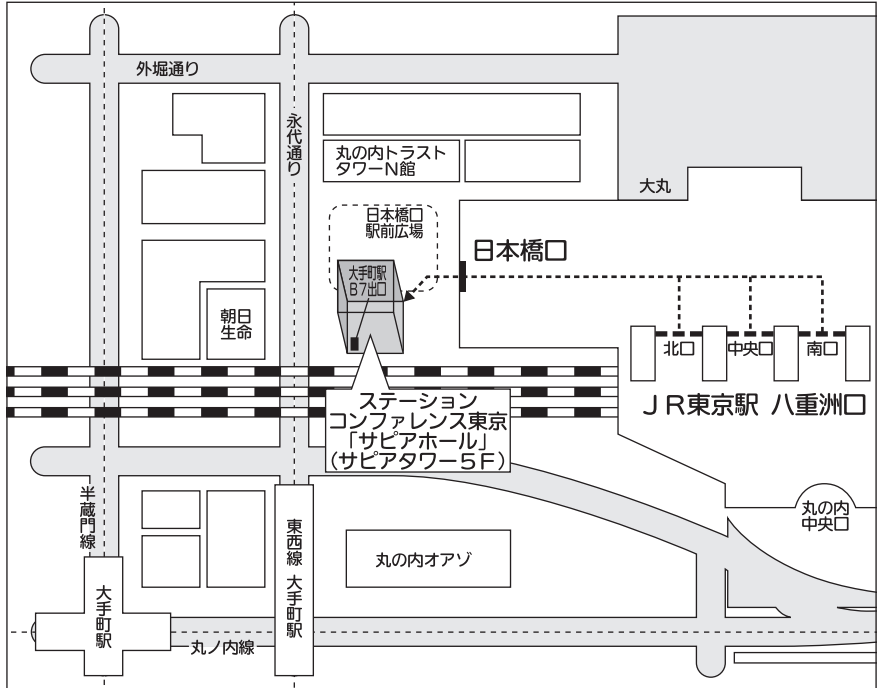 外堀通り
永代通り
丸の内トラスト
タワーN館
大丸
日本橋口
駅前広場
日本橋口
大手町駅
B7出口
朝日
生命
北口
中央口
南口
JR東京駅 八重洲口
ステーション
コンファレンス東京
「サピアホール」
(サピアタワー5F)
半蔵門線
東西線 大手町駅
丸の内オアゾ
丸の内
中央口
大手町駅
丸ノ内線